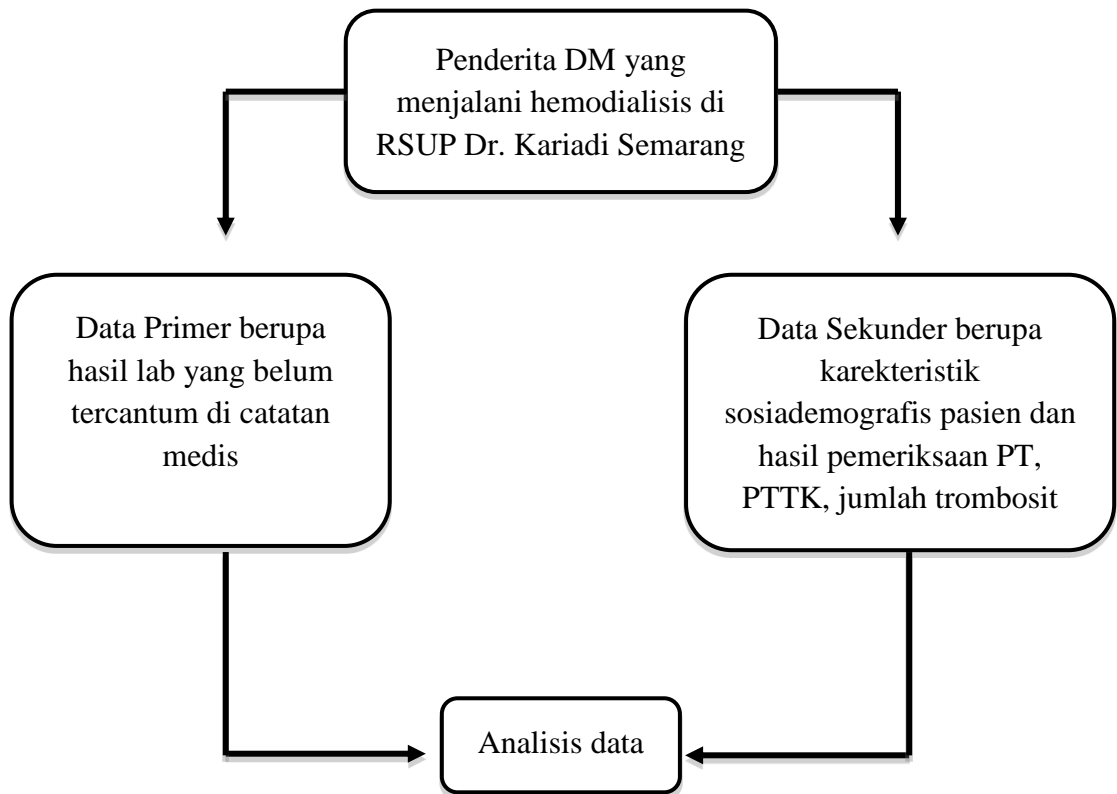 Penderita DM yang
menjalani hemodialisis di
RSUP Dr. Kariadi Semarang
Data Primer berupa
hasil lab yang belum
tercantum di catatan
medis
Data Sekunder berupa
karekteristik
sosiademografis pasien dan
hasil pemeriksaan PT,
PTTK, jumlah trombosit
Analisis data